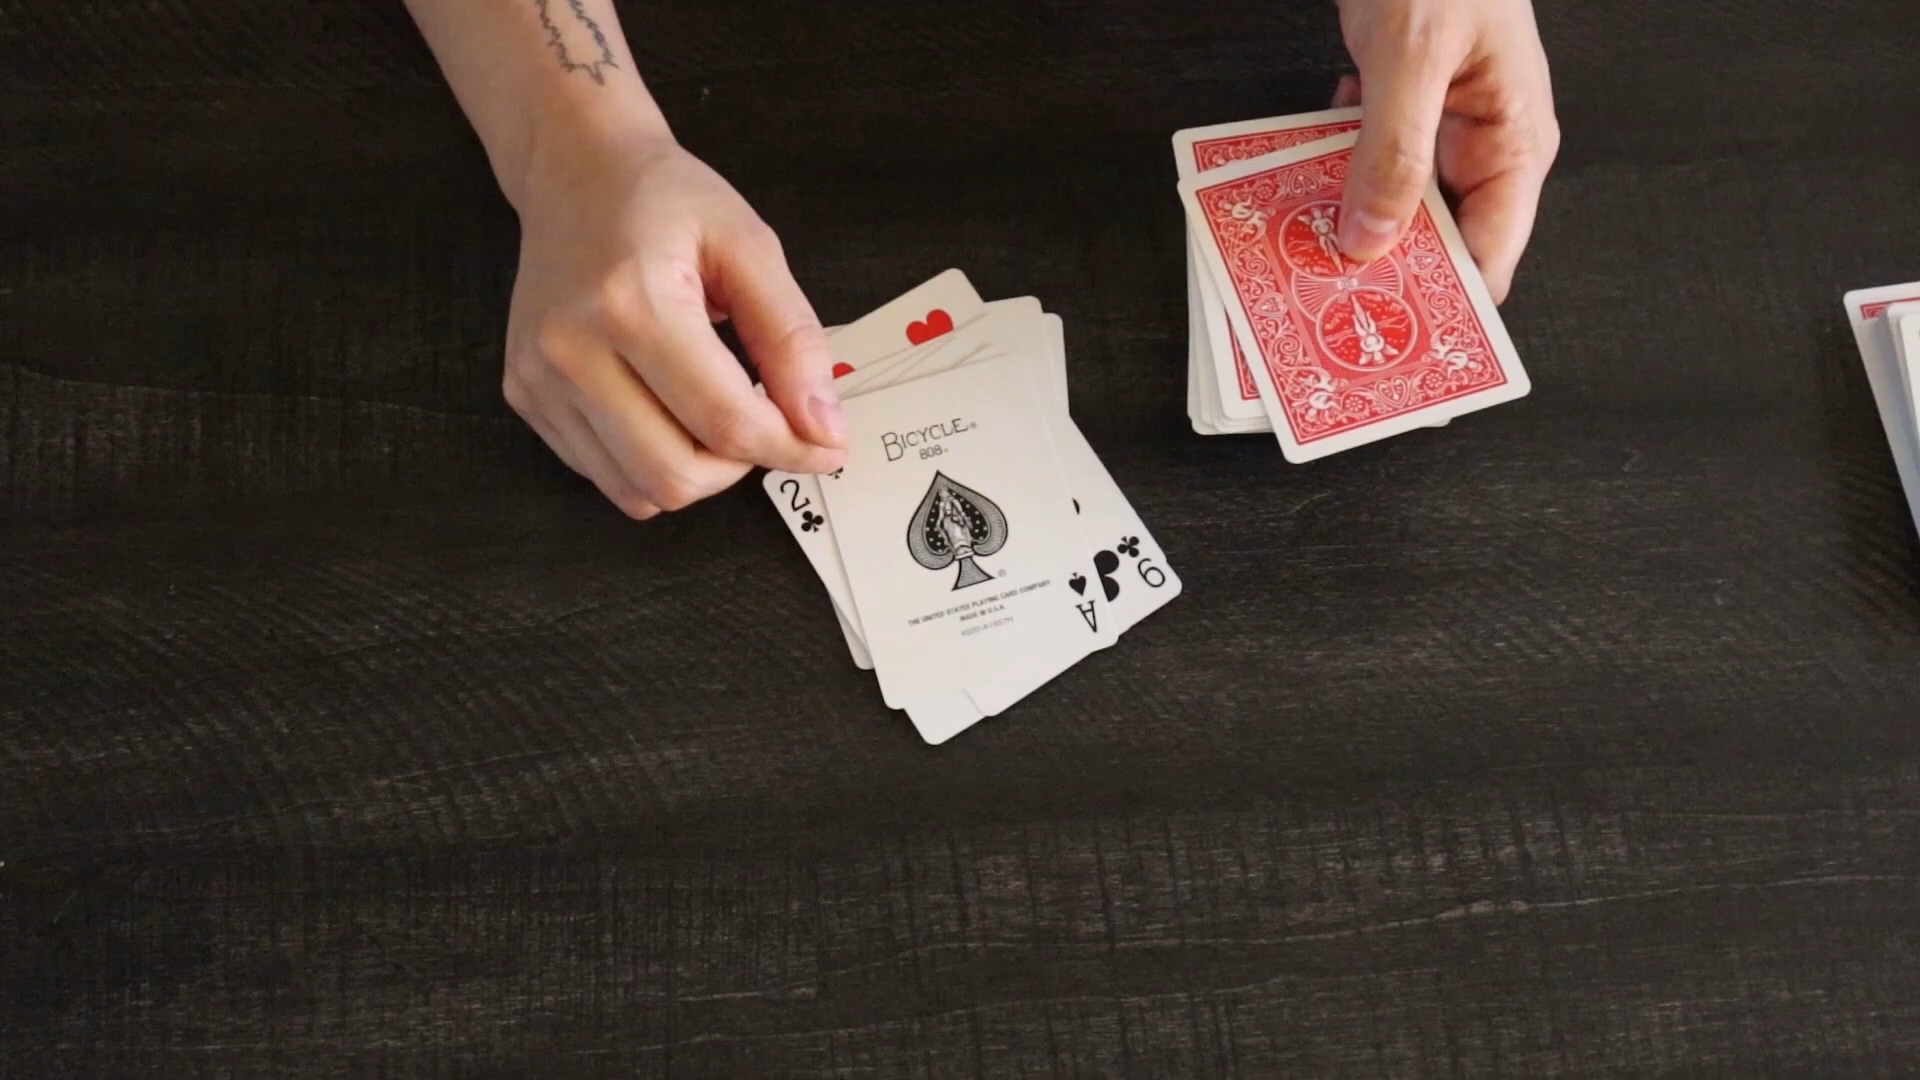 BICYCLE®
808®
2
®
THE UNITED STATES PLAYING CARD COMPANY
MADE IN U.S.A.
A
9